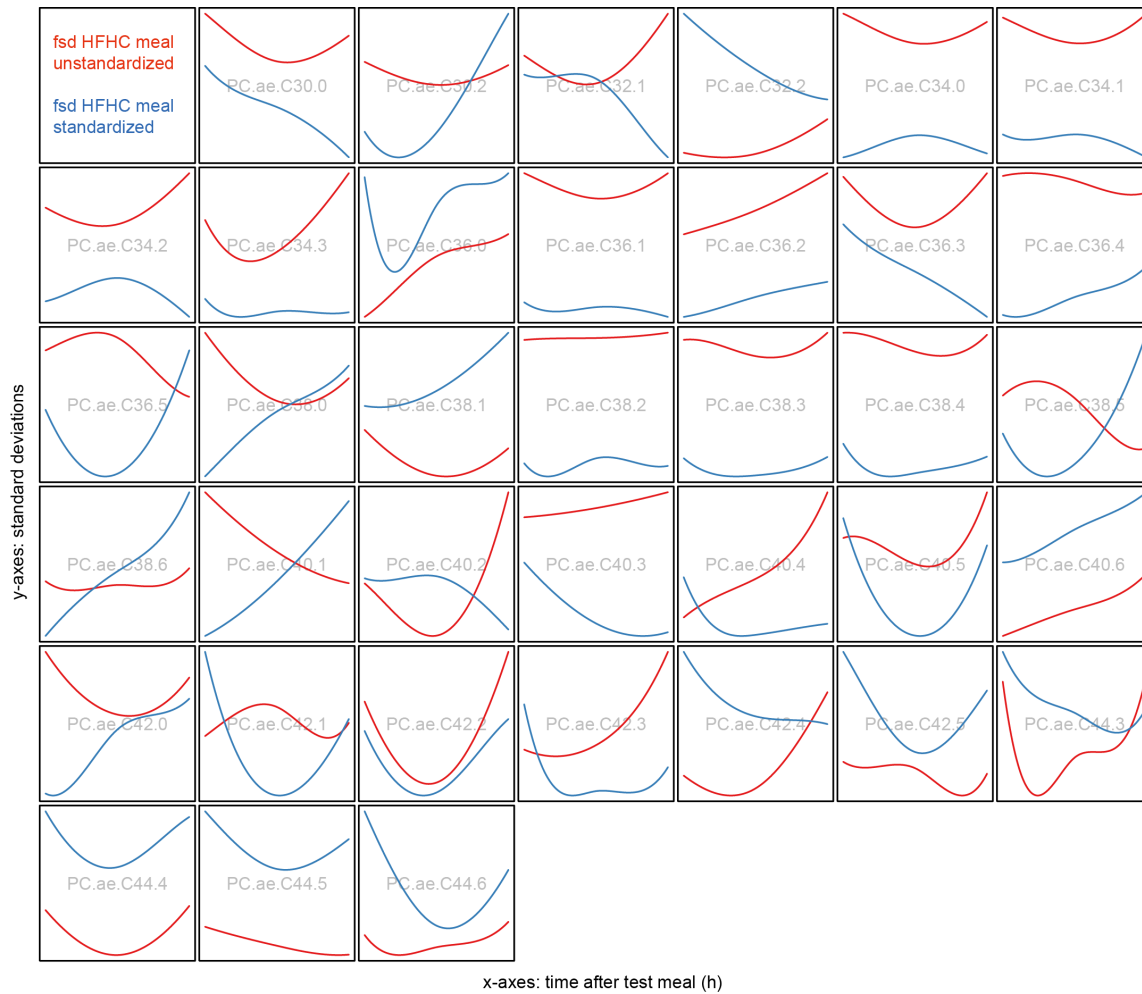 fsd HFHC meal
unstandardized
fsd HFHC meal
standardized
PC.ae.C30.0
PC.ae.C30.2
PC.ae.C32.1
PC.ae.C32.2
PC.ae.C34.0
PC.ae.C34.1
PC.ae.C34.2
PC.ae.C34.3
PC.ae.C36.0
PC.ae.C36.1
PC.ae.C36.2
PC.ae.C36.3
PC.ae.C36.4
PC.ae.C36.5
PC.ae.C38.0
PC.ae.C38.1
PC.ae.C38.2
PC.ae.C38.3
PC.ae.C38.4
PC.ae.C38.5
PC.ae.C38.6
PC.ae.C40.1
PC.ae.C40.2
PC.ae.C40.3
PC.ae.C40.4
PC.ae.C40.5
PC.ae.C40.6
PC.ae.C42.0
PC.ae.C42.1
PC.ae.C42.2
PC.ae.C42.3
PC.ae.C42.4
PC.ae.C42.5
PC.ae.C44.3
PC.ae.C44.4
PC.ae.C44.5
PC.ae.C44.6
y-axes: standard deviations
x-axes: time after test meal (h)